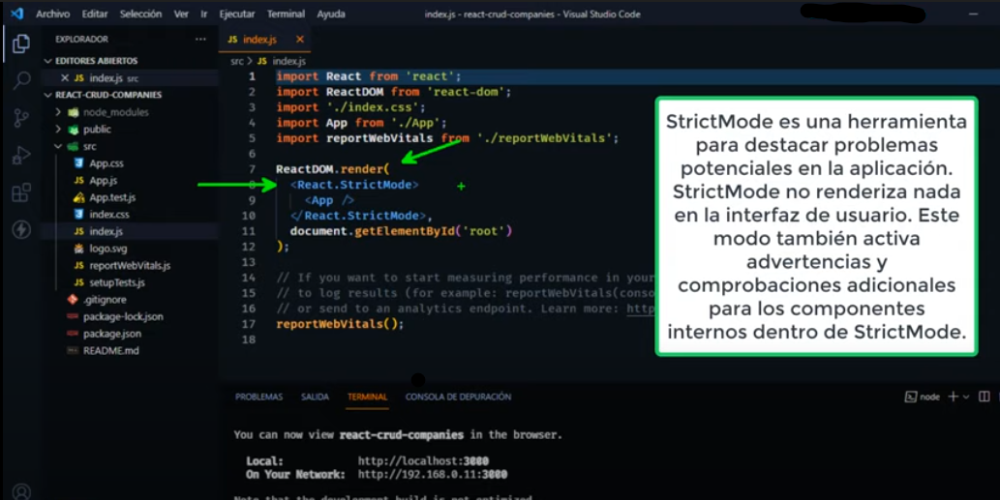 Archivo Editar Selección Ver Ir Ejecutar Terminal Ayuda
index.js - react-crud-companies - Visual Studio Code
EXPLORADOR ...
EDITORES ABIERTOS
JS index.js src
REACT-CRUD-COMPANIES
node_modules
public
src
App.css
JS App.js
App.test.js
index.css
JS index.js
logo.svg
JS reportWebVitals.js
JS setupTests.js
.gitignore
package-lock.json
package.json
README.md
JS index.js
src > JS index.js
1 import React from 'react';
2 import ReactDOM from 'react-dom';
3 import './index.css';
4 import App from './App';
5 import reportWebVitals from './reportWebVitals';
6
7 ReactDOM.render(
8 <React.StrictMode>
9 <App />
10 </React.StrictMode>,
11 document.getElementById('root')
12 );
13
14 // If you want to start measuring performance in your
15 // to log results (for example: reportWebVitals(conso
16 // or send to an analytics endpoint. Learn more: htt
17 reportWebVitals();
18
StrictMode es una herramienta
para destacar problemas
potenciales en la aplicación.
StrictMode no renderiza nada
en la interfaz de usuario. Este
modo también activa
advertencias y
comprobaciones adicionales
para los componentes
internos dentro de StrictMode.
PROBLEMAS SALIDA TERMINAL CONSOLA DE DEPURACIÓN
node
You can now view react-crud-companies in the browser.
Local: http://localhost:3000
On Your Network: http://192.168.0.11:3000
Note that the development build is not optimized